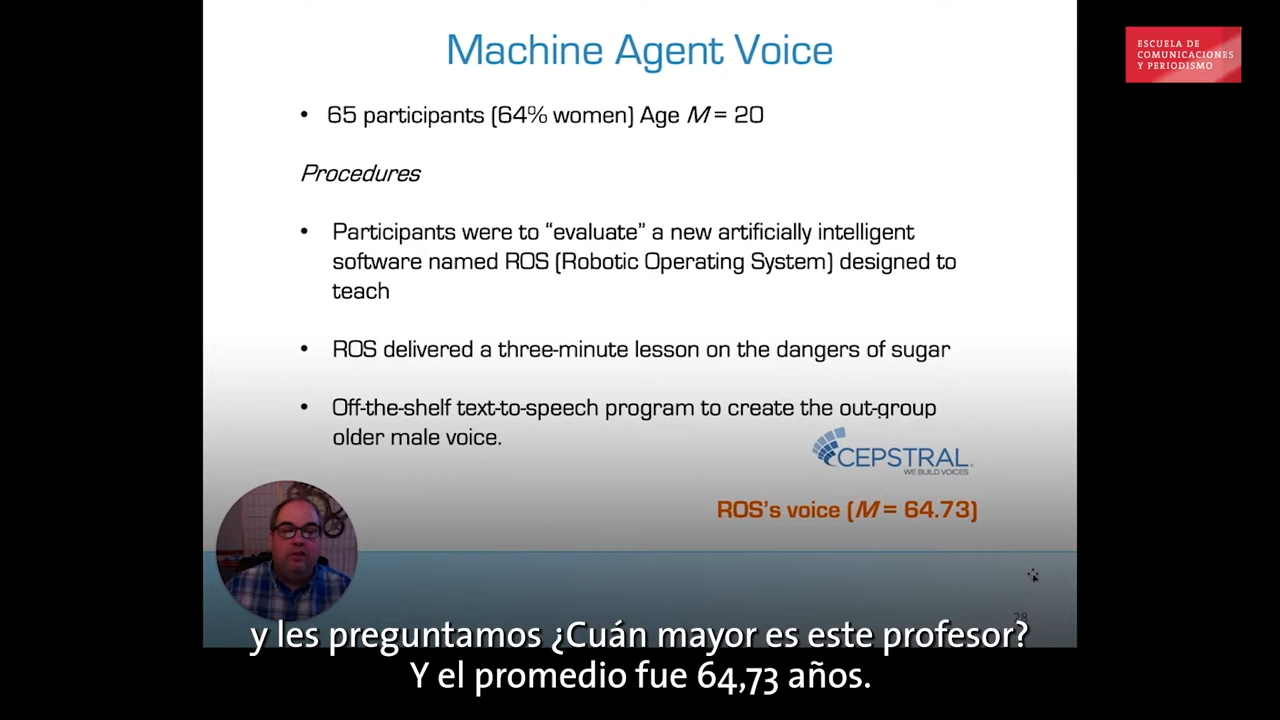 Machine Agent Voice
ESCUELA DE
COMUNICACIONES
Y PERIODISMO
• 65 participants (64% women) Age M = 20
Procedures
• Participants were to “evaluate” a new artificially intelligent
software named ROS (Robotic Operating System) designed to
teach
• ROS delivered a three-minute lesson on the dangers of sugar
• Off-the-shelf text-to-speech program to create the out-group
older male voice.
CEPSTRAL
WE BUILD VOICES
ROS's voice (M = 64.73)
28
y les preguntamos ¿Cuán mayor es este profesor?
Y el promedio fue 64,73 años.